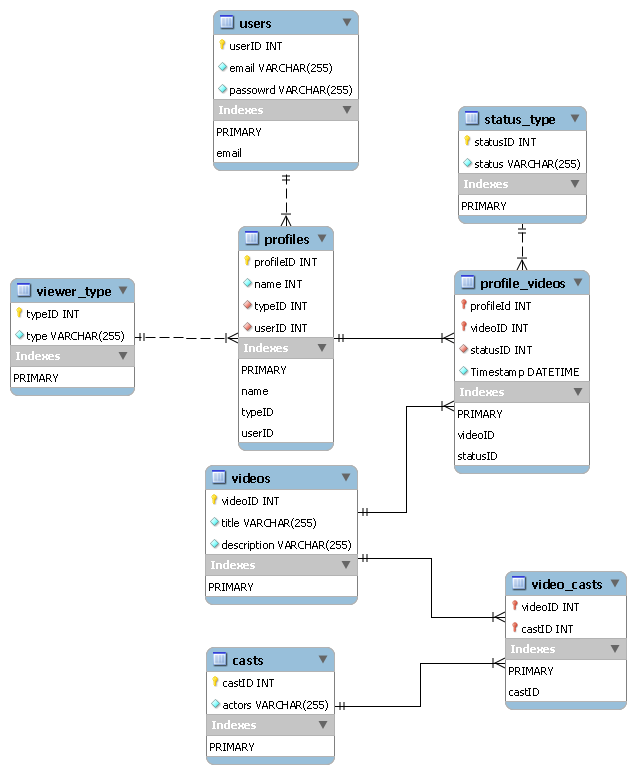 users
userID INT
email VARCHAR(255)
passowrd VARCHAR(255)
Indexes
PRIMARY
email
status_type
statusID INT
status VARCHAR(255)
Indexes
PRIMARY
profiles
profileID INT
name INT
typeID INT
userID INT
Indexes
PRIMARY
name
typeID
userID
viewer_type
typeID INT
type VARCHAR(255)
Indexes
PRIMARY
profile_videos
profileId INT
videoID INT
statusID INT
Timestamp DATETIME
Indexes
PRIMARY
videoID
statusID
videos
videoID INT
title VARCHAR(255)
description VARCHAR(255)
Indexes
PRIMARY
video_casts
videoID INT
castID INT
Indexes
PRIMARY
castID
casts
castID INT
actors VARCHAR(255)
Indexes
PRIMARY